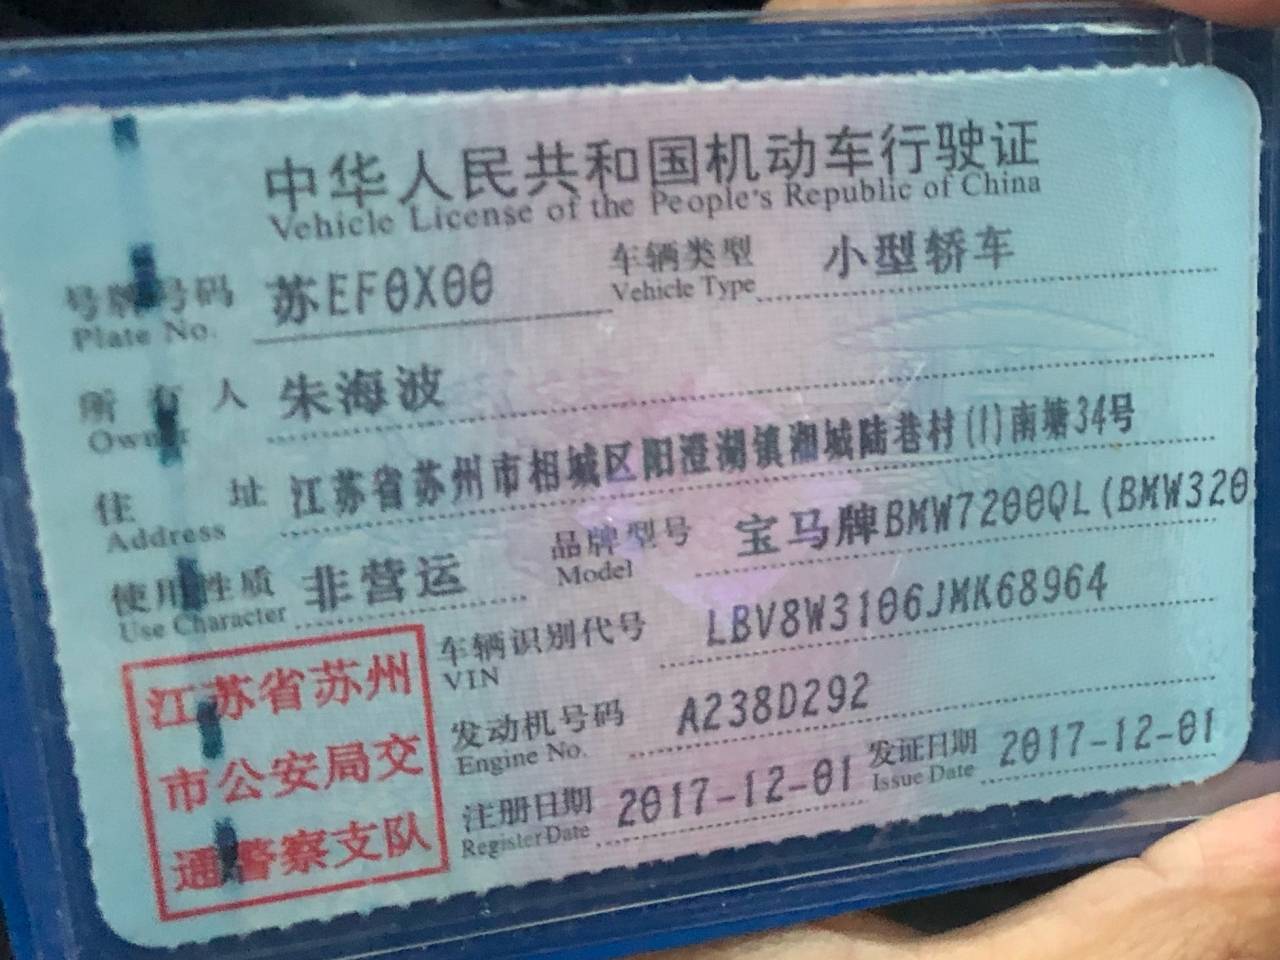 中华人民共和国机动车行驶证
Vehicle License of the People's Republic of China
号牌号码 苏EF0X00 车辆类型 小型轿车
Plate No. Vehicle Type
所有人 朱海波
Owner
住址 江苏省苏州市相城区阳澄湖镇湘城陆巷村(1)南塘34号
Address
使用性质 非营运 品牌型号 宝马牌BMW7200QL(BMW320
Use Character Model
车辆识别代号 LBV8W3106JMK68964
VIN
发动机号码 A238D292
Engine No.
注册日期 2017-12-01 发证日期 2017-12-01
Register Date Issue Date
江苏省苏州
市公安局交
通警察支队